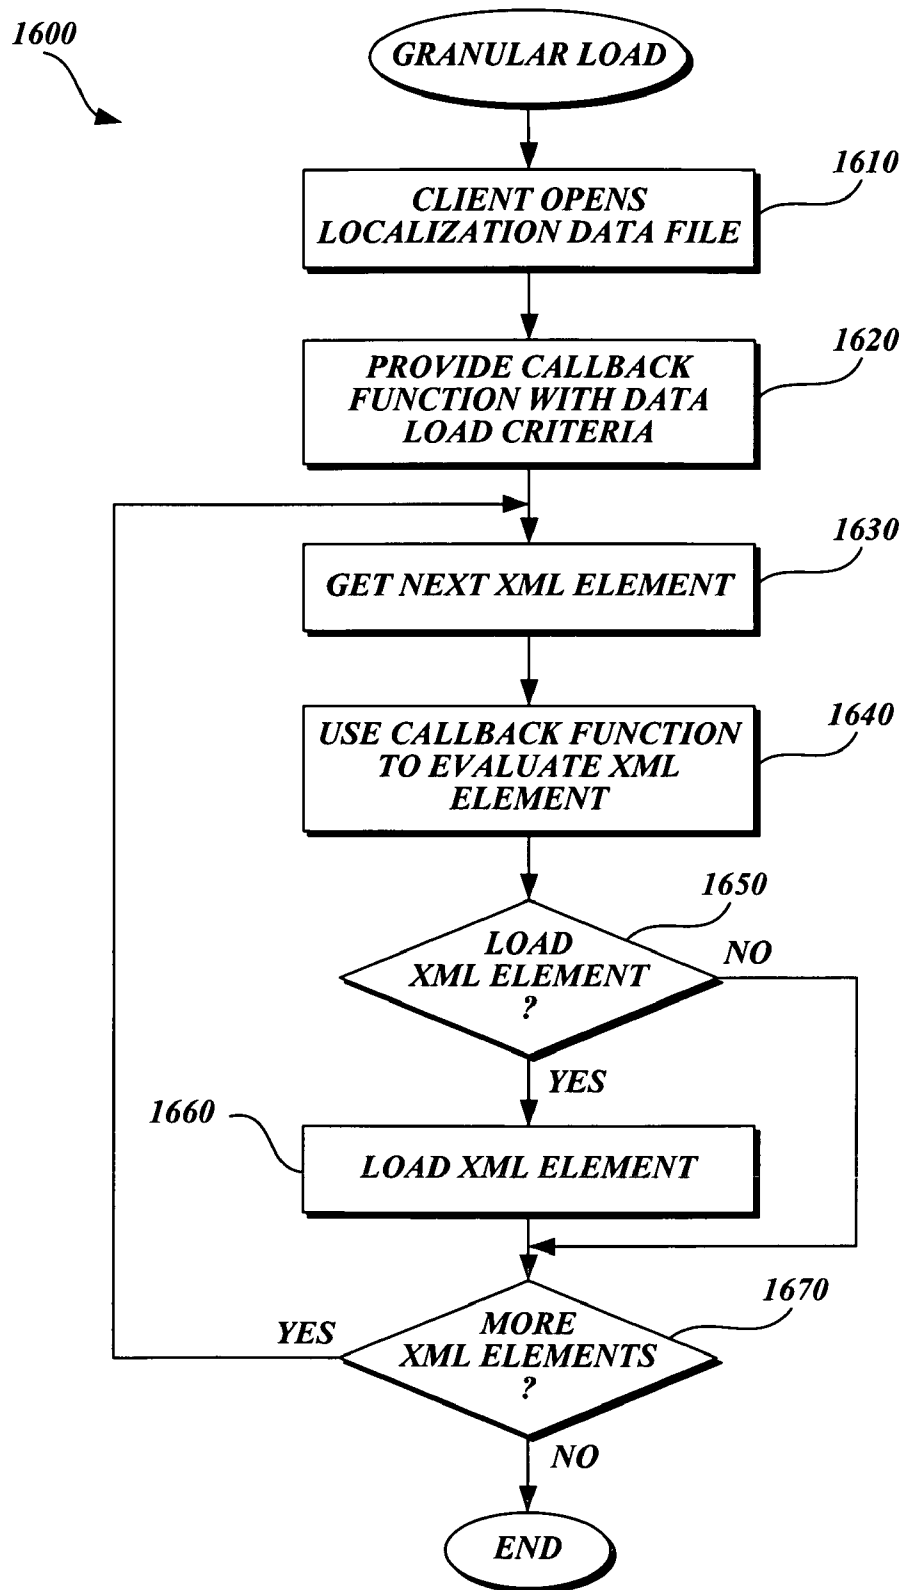 1600
GRANULAR LOAD
1610
CLIENT OPENS
LOCALIZATION DATA FILE
1620
PROVIDE CALLBACK
FUNCTION WITH DATA
LOAD CRITERIA
1630
GET NEXT XML ELEMENT
1640
USE CALLBACK FUNCTION
TO EVALUATE XML
ELEMENT
1650
LOAD
XML ELEMENT
?
NO
YES
1660
LOAD XML ELEMENT
1670
MORE
XML ELEMENTS
?
YES
NO
END